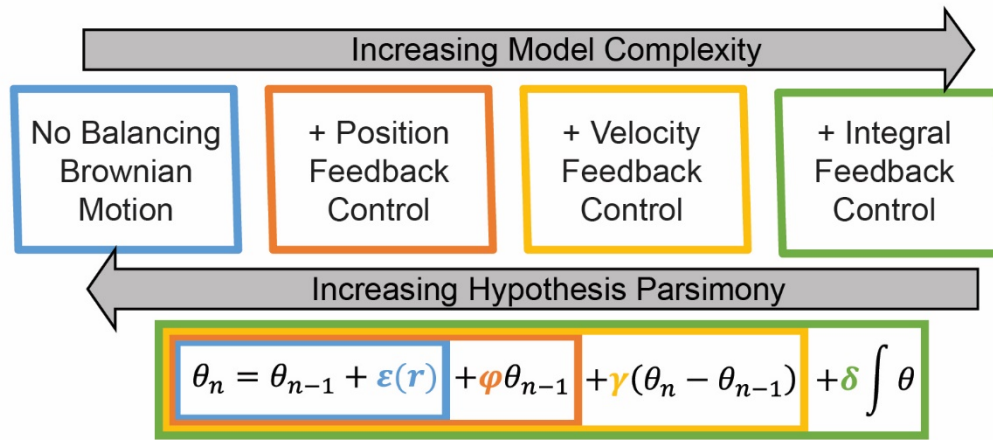 Increasing Model Complexity
No Balancing
Brownian
Motion
+ Position
Feedback
Control
+ Velocity
Feedback
Control
+ Integral
Feedback
Control
Increasing Hypothesis Parsimony
θₙ = θₙ₋₁ + ε(r) +φθₙ₋₁ +γ(θₙ − θₙ₋₁) +δ ∫ θ